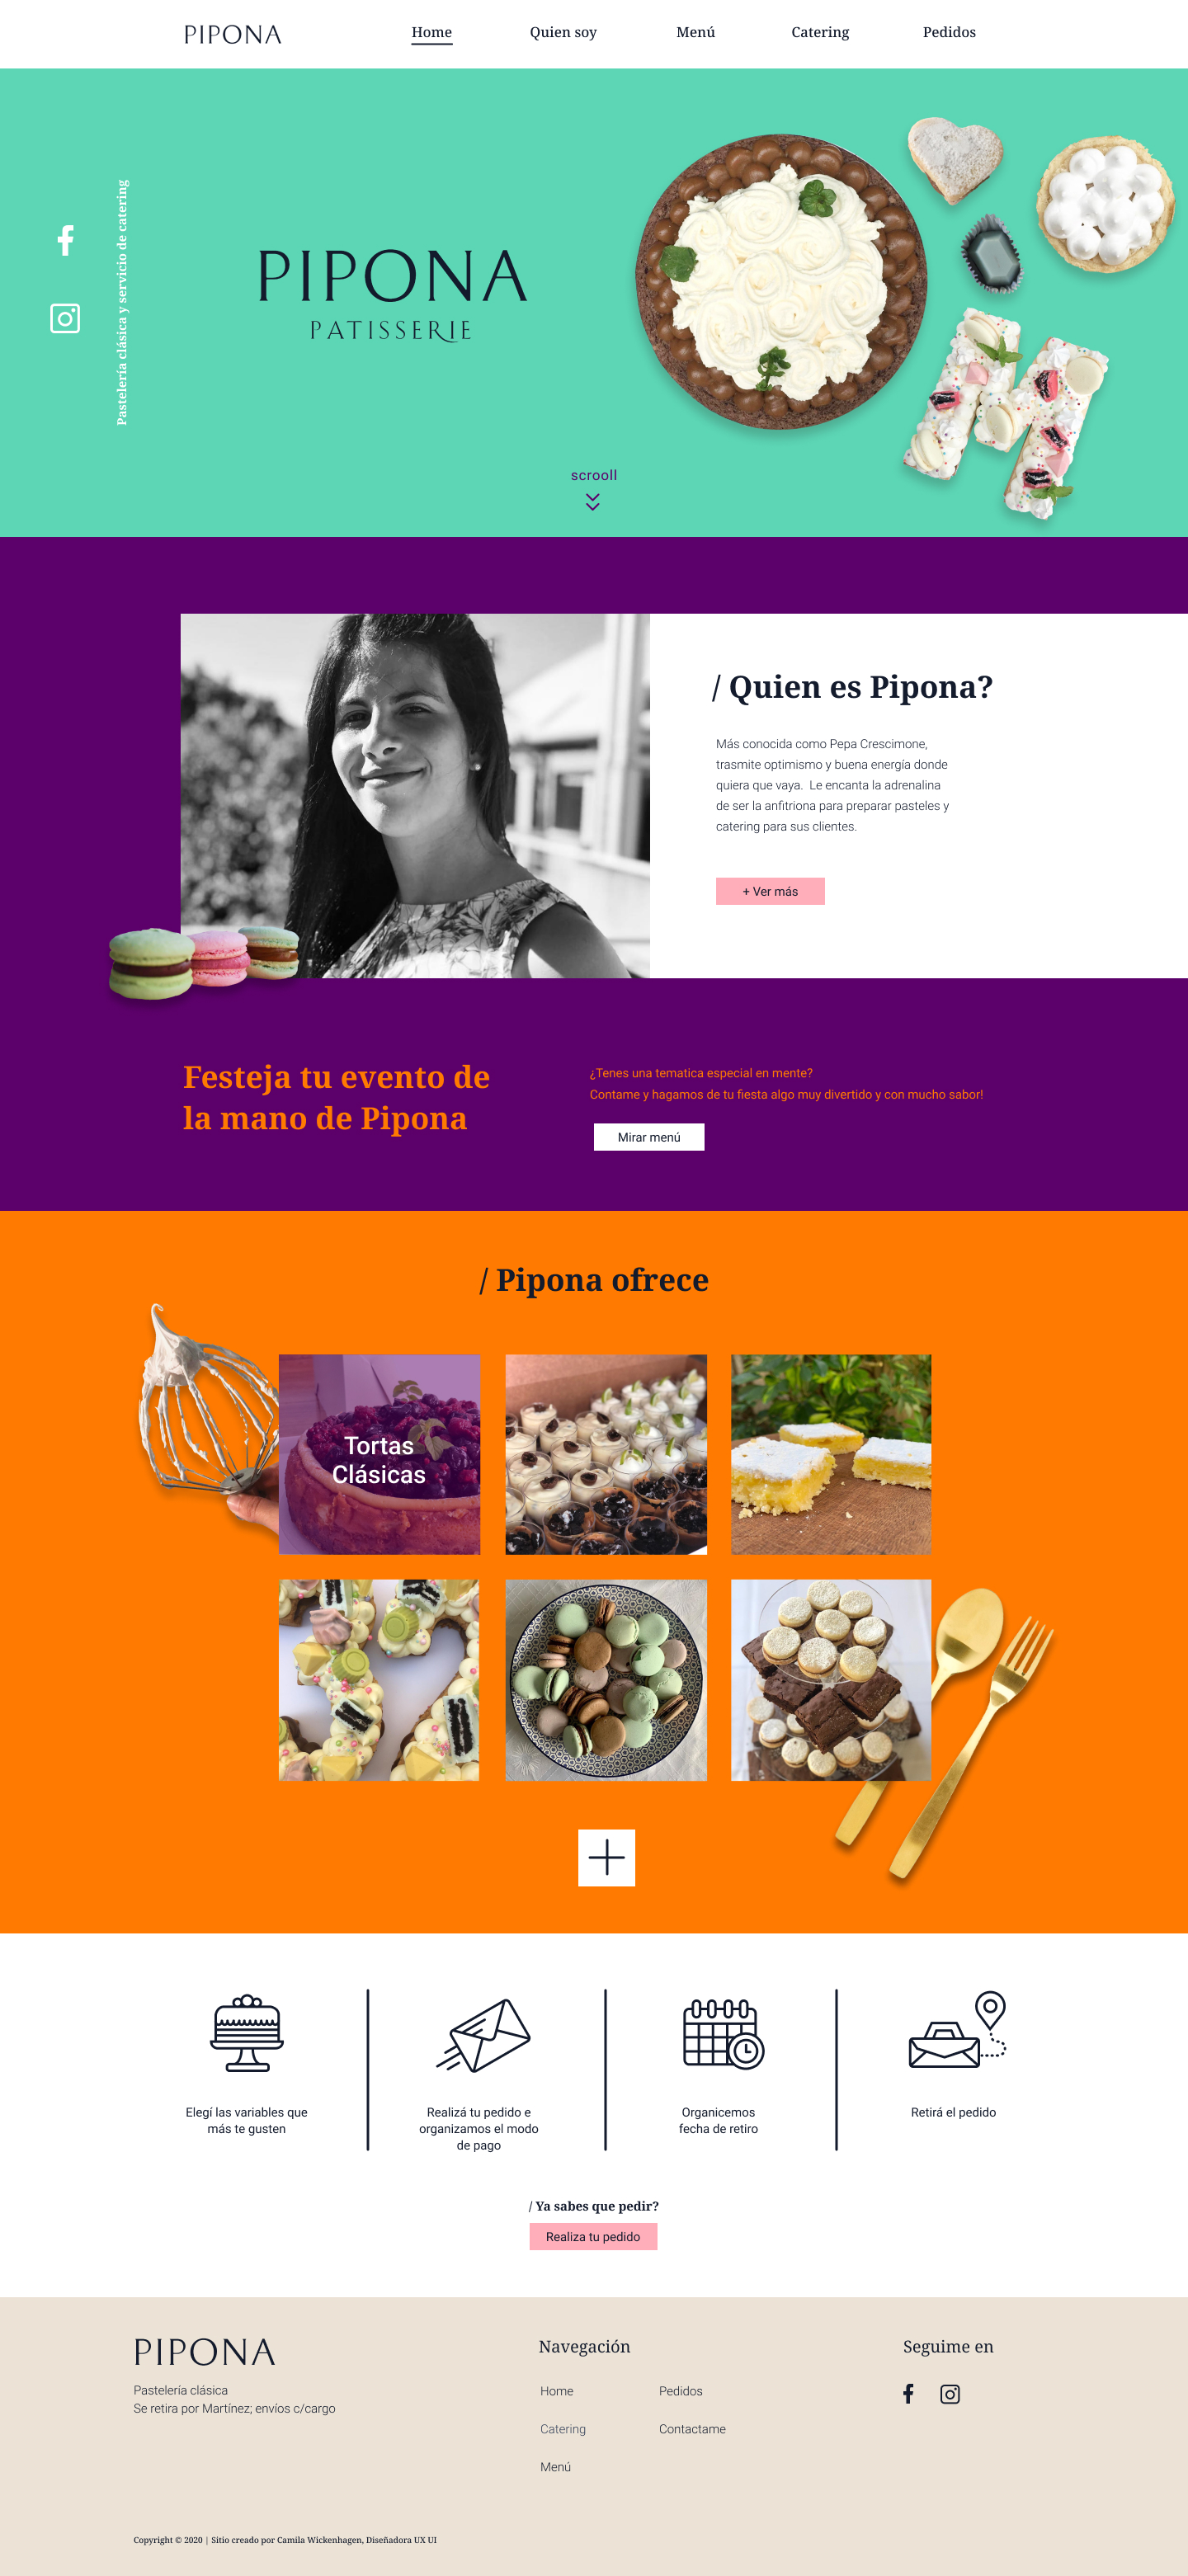 PIPONA
Home
Quien soy
Menú
Catering
Pedidos
Pastelería clásica y servicio de catering
PIPONA
PATISSERIE
scrooll
/ Quien es Pipona?
Más conocida como Pepa Crescimone,
trasmite optimismo y buena energía donde
quiera que vaya.  Le encanta la adrenalina
de ser la anfitriona para preparar pasteles y
catering para sus clientes.
+ Ver más
Festeja tu evento de
la mano de Pipona
¿Tenes una tematica especial en mente?
Contame y hagamos de tu fiesta algo muy divertido y con mucho sabor!
Mirar menú
/ Pipona ofrece
Tortas
Clásicas
Elegí las variables que
más te gusten
Realizá tu pedido e
organizamos el modo
de pago
Organicemos
fecha de retiro
Retirá el pedido
/ Ya sabes que pedir?
Realiza tu pedido
PIPONA
Pastelería clásica
Se retira por Martínez; envíos c/cargo
Navegación
Home
Pedidos
Catering
Contactame
Menú
Seguime en
Copyright © 2020 | Sitio creado por Camila Wickenhagen, Diseñadora UX UI